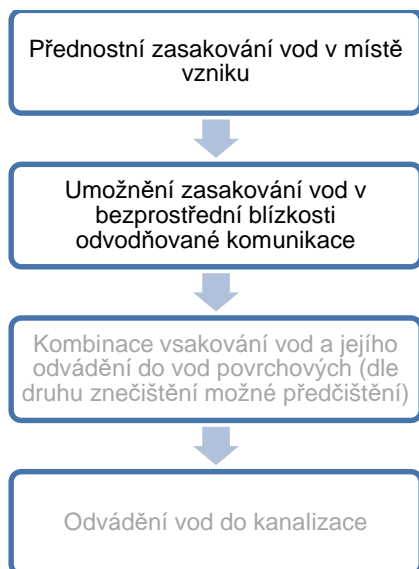 Přednostní zasakování vod v místě
vzniku
Umožnění zasakování vod v
bezprostřední blízkosti
odvodňované komunikace
Kombinace vsakování vod a jejího
odvádění do vod povrchových (dle
druhu znečištění možné předčištění)
Odvádění vod do kanalizace